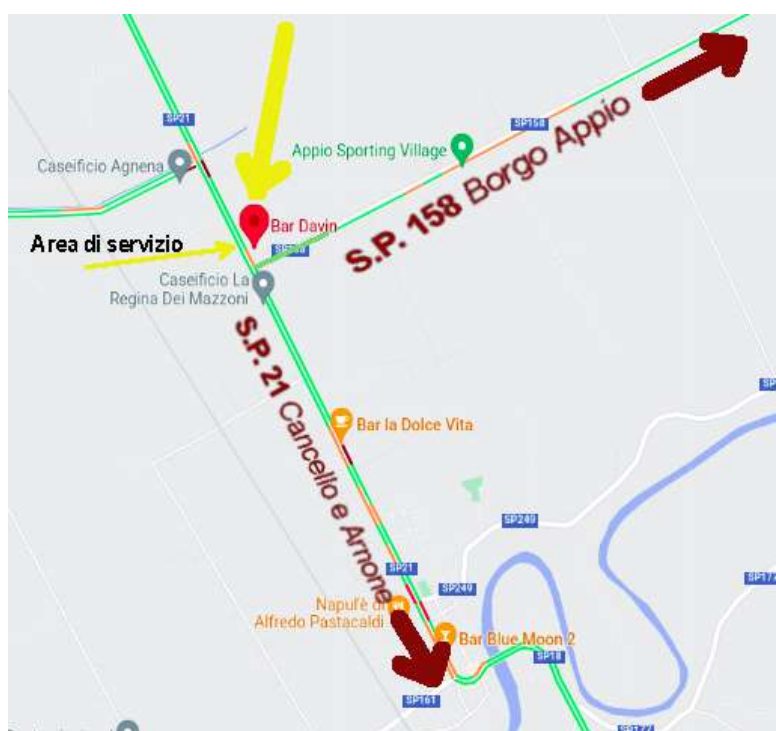 SP21
Caseificio Agnena
Appio Sporting Village
SP158
S.P. 158 Borgo Appio
Bar Davin
Area di servizio
Caseificio La
Regina Dei Mazzoni
S.P. 21 Cancello e Arnone
Bar la Dolce Vita
SP249
SP21
SP249
Napul'è di
Alfredo Pastacaldi
Bar Blue Moon 2
SP18
SP161